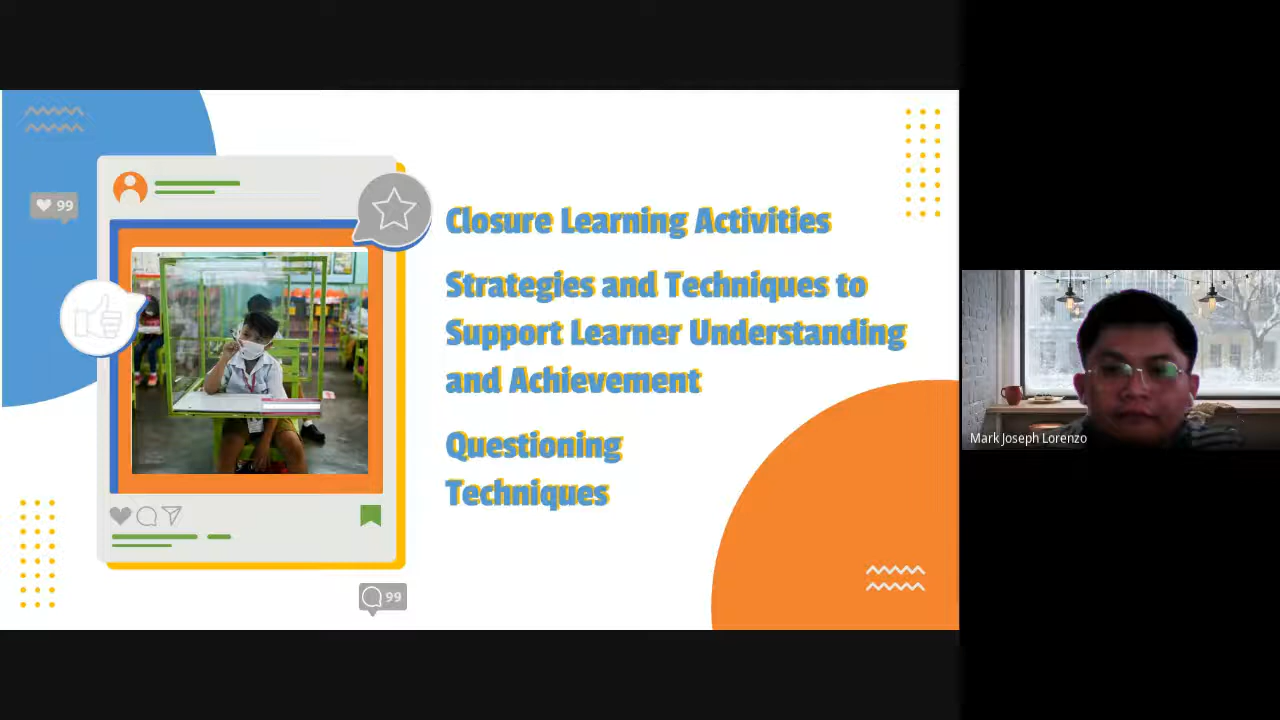 99
Closure Learning Activities
Strategies and Techniques to
Support Learner Understanding
and Achievement
Questioning
Techniques
99
Mark Joseph Lorenzo